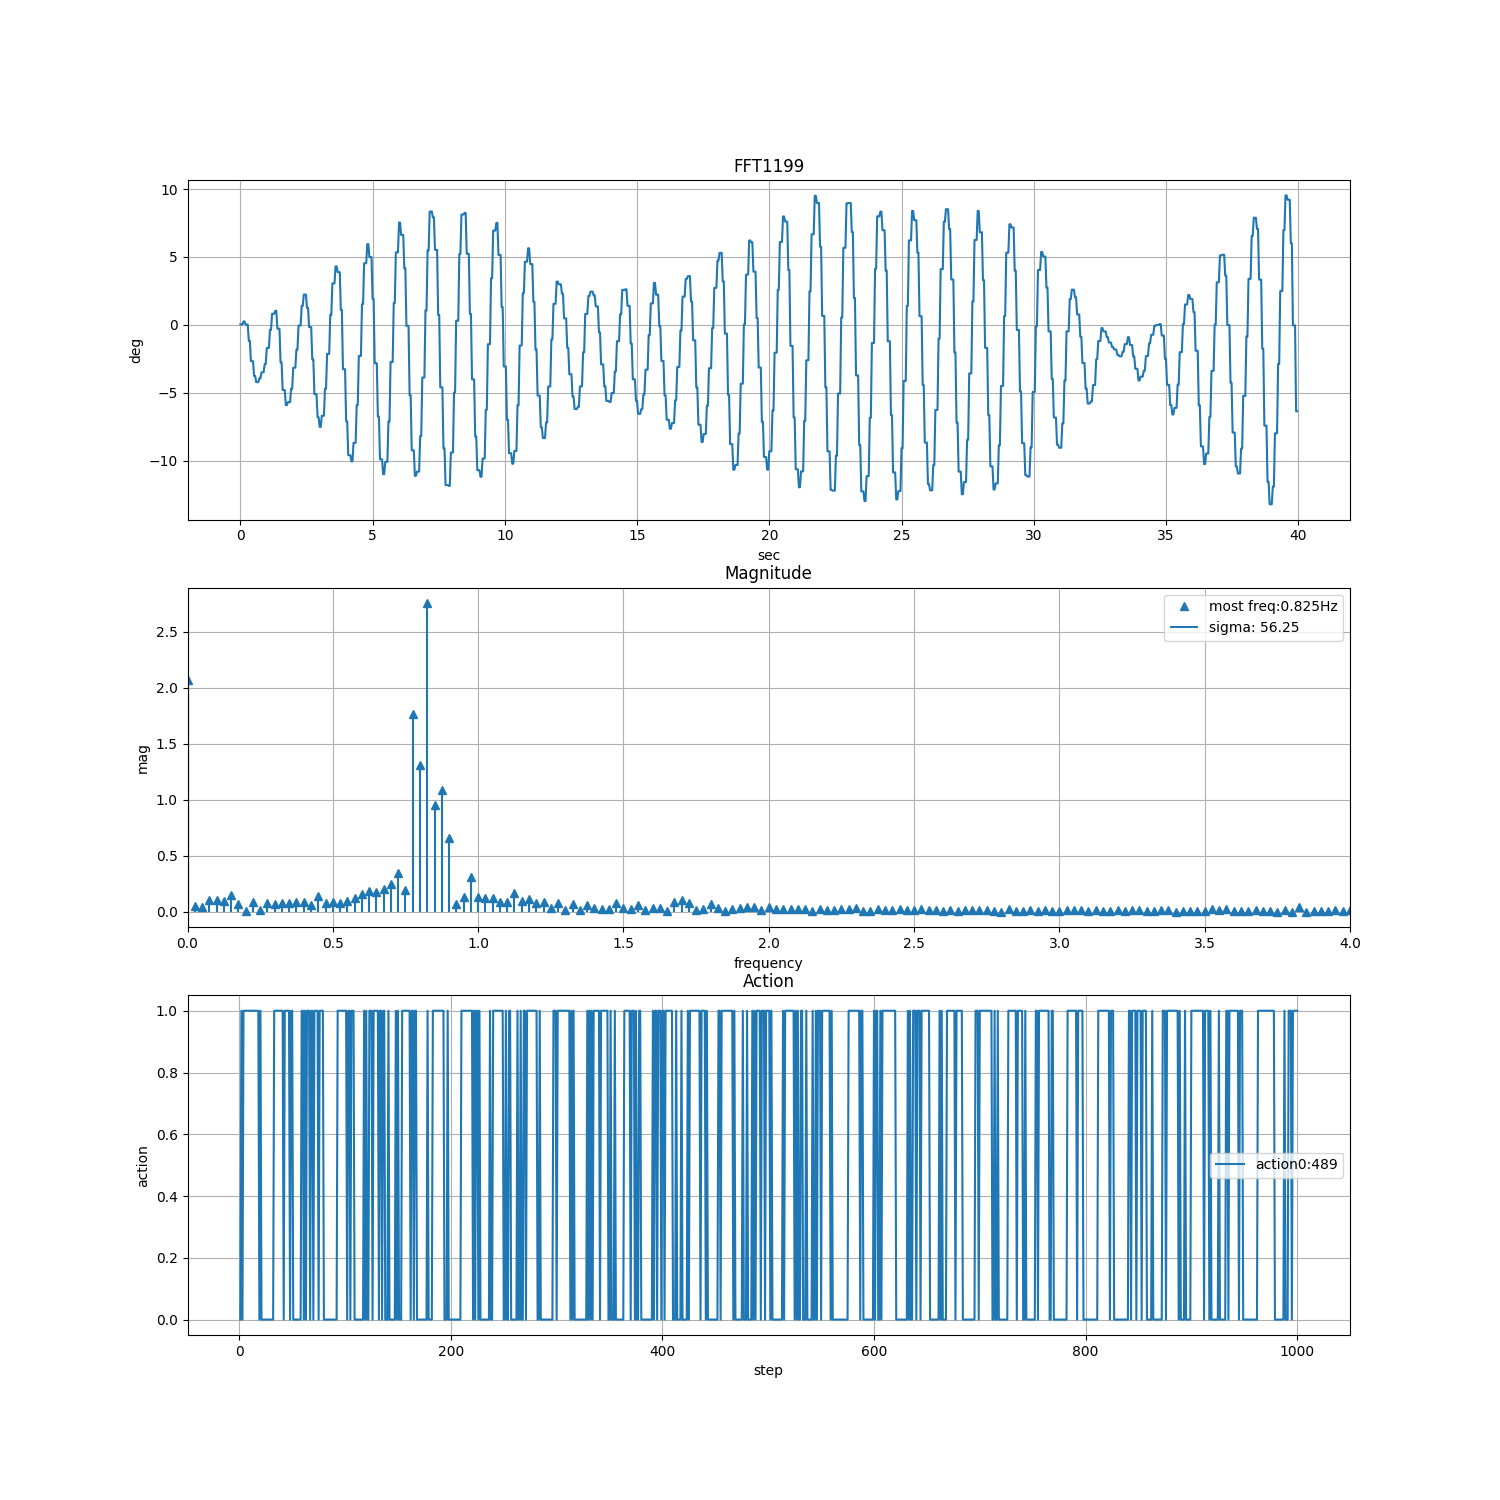 FFT1199
10
5
0
−5
−10
deg
0 5 10 15 20 25 30 35 40
sec
Magnitude
most freq:0.825Hz
sigma: 56.25
2.5
2.0
1.5
1.0
0.5
0.0
mag
0.0 0.5 1.0 1.5 2.0 2.5 3.0 3.5 4.0
frequency
Action
1.0
0.8
0.6
0.4
0.2
0.0
action
action0:489
0 200 400 600 800 1000
step